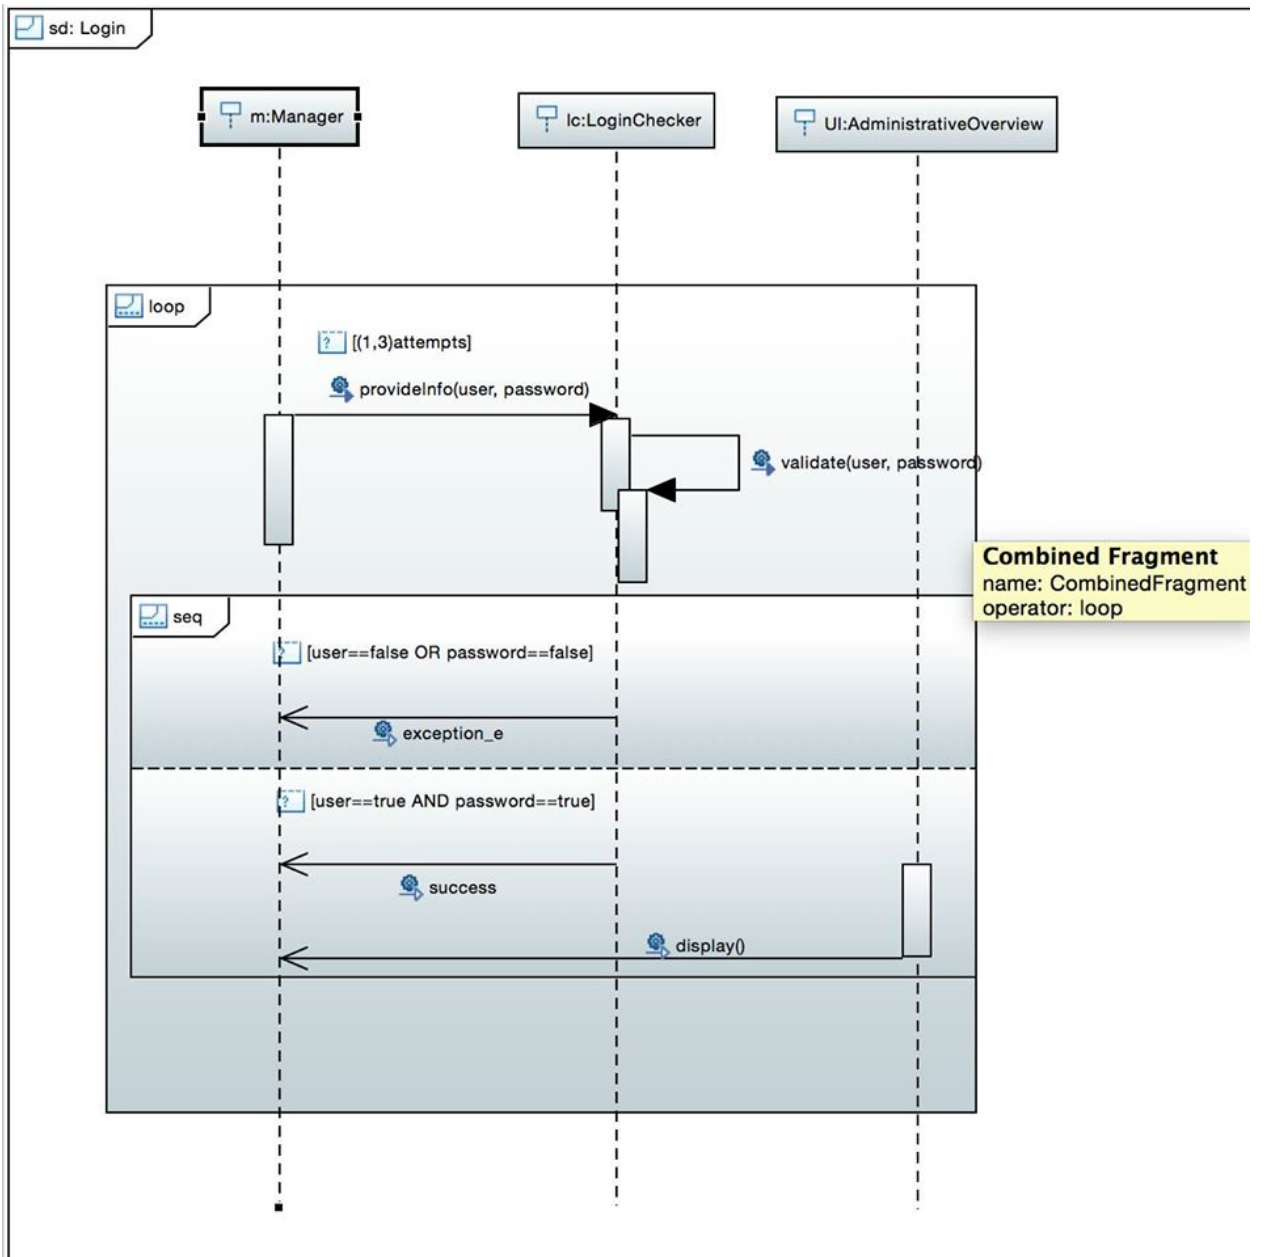 sd: Login
m:Manager
lc:LoginChecker
UI:AdministrativeOverview
loop
?
[(1,3)attempts]
provideInfo(user, password)
validate(user, password)
Combined Fragment
name: CombinedFragment
operator: loop
seq
?
[user==false OR password==false]
exception_e
?
[user==true AND password==true]
success
display()